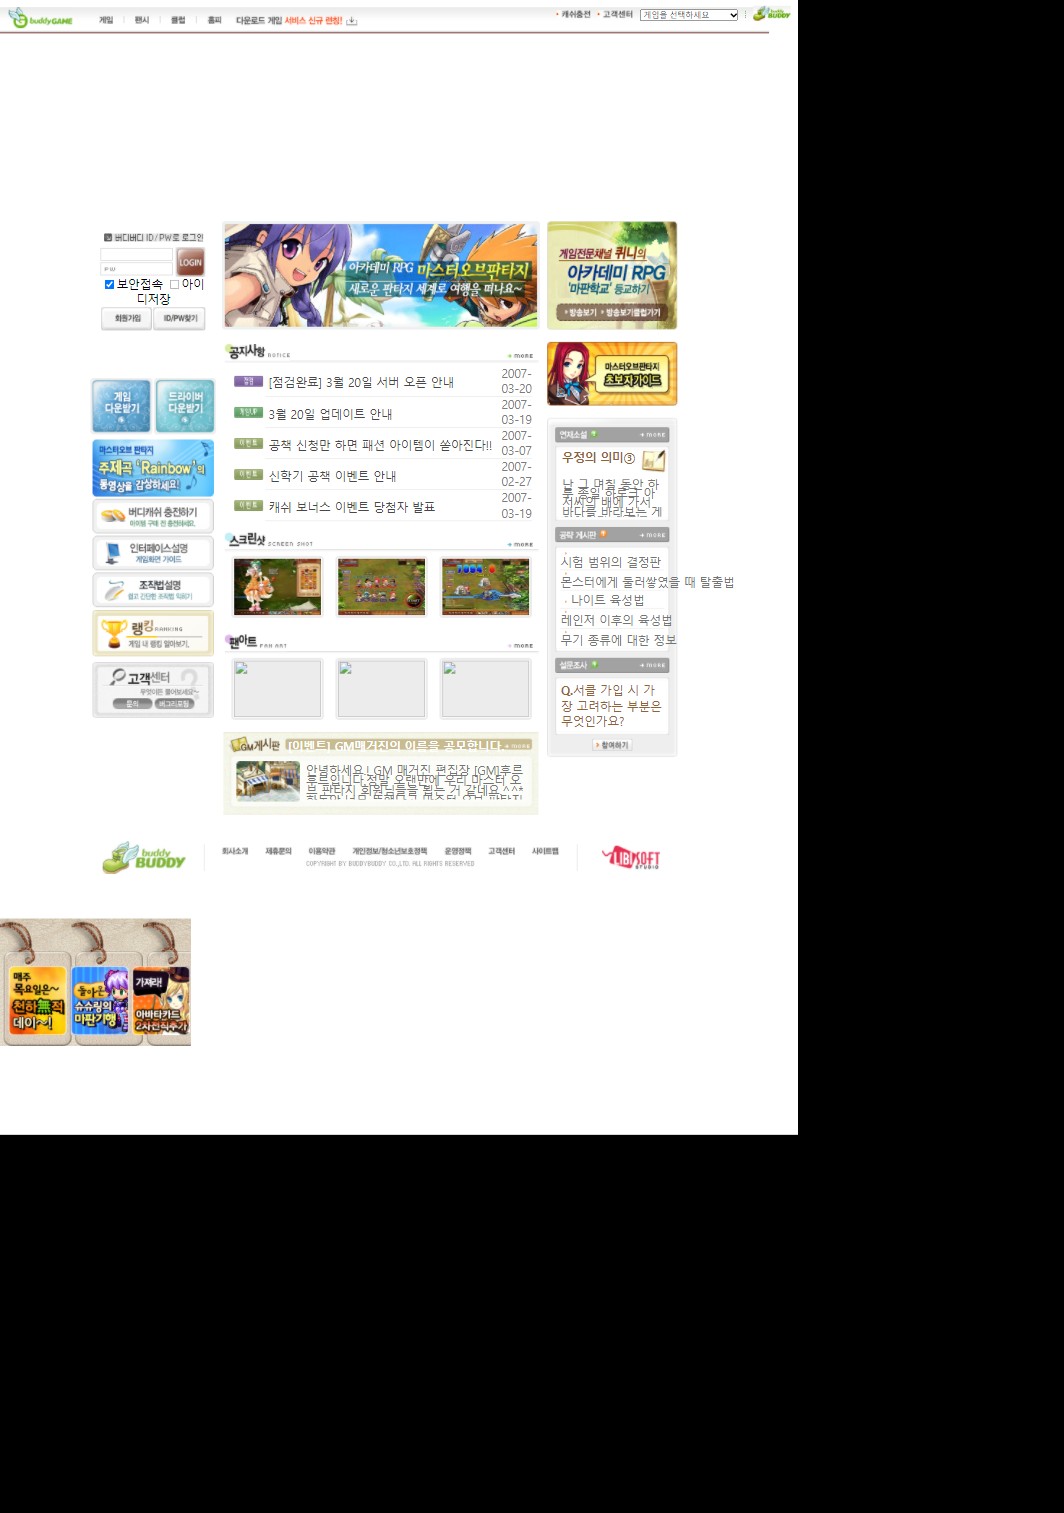 buddyGAME
게임
팬시
클럽
홈피
다운로드 게임 서비스 신규 런칭!
캐쉬충전
고객센터
게임을 선택하세요
buddy BUDDY
버디버디 ID/PW로 로그인
PW
LOGIN
보안접속 아이
디저장
회원가입
ID/PW찾기
게임
다운받기
드라이버
다운받기
마스터오브 판타지
주제곡 'Rainbow'의
동영상을 감상하세요!
버디캐쉬 충전하기
아이템 구매 전 충전하세요.
인터페이스설명
게임화면 가이드
조작법설명
쉽고 간단한 조작법 익히기
랭킹 RANKING
게임 내 랭킹 알아보기.
고객센터
무엇이든 물어보세요~
문의
버그리포팅
아카데미 RPG 마스터오브판타지
새로운 판타지 세계로 여행을 떠나요~
공지사항 NOTICE
MORE
점검 [점검완료] 3월 20일 서버 오픈 안내 2007-
03-20
게임UP 3월 20일 업데이트 안내 2007-
03-19
이벤트 공책 신청만 하면 패션 아이템이 쏟아진다!! 2007-
03-07
이벤트 신학기 공책 이벤트 안내 2007-
02-27
이벤트 캐쉬 보너스 이벤트 당첨자 발표 2007-
03-19
스크린샷 SCREEN SHOT
MORE
팬아트 FAN ART
MORE
GM게시판
[이벤트] GM매거진의 이름을 공모합니다
MORE
안녕하세요! GM 매거진 편집장 [GM]후르
후르입니다.정말 오랜만에 우리 마스터 오
브 판타지 회원님들을 뵙는 거 같네요.^^*
게임전문채널 퀴니의
아카데미 RPG
'마판학교' 등교하기
방송보기
방송보기클럽가기
마스터오브판타지
초보자가이드
연재소설
MORE
우정의 의미③
난 그 며칠 동안 하
루 종일 하도크 아
저씨의 배에 가서
바다를 바라보는 게
공략 게시판
MORE
시험 범위의 결정판
몬스터에게 둘러쌓였을 때 탈출법
나이트 육성법
레인저 이후의 육성법
무기 종류에 대한 정보
설문조사
MORE
Q.서클 가입 시 가
장 고려하는 부분은
무엇인가요?
참여하기
buddy BUDDY
회사소개
제휴문의
이용약관
개인정보/청소년보호정책
운영정책
고객센터
사이트맵
COPYRIGHT BY BUDDYBUDDY CO.,LTD. ALL RIGHTS RESERVED
LIBISOFT
STUDIO
매주
목요일은~
천하無적
데이~!
돌아온
슈슈링의
마판기행
가져라!
아바타카드
2차전직추가